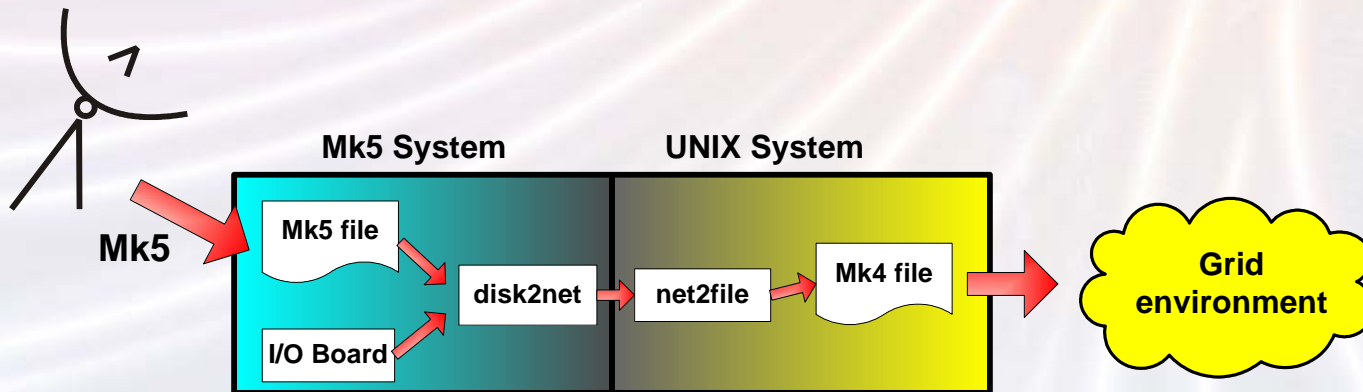 Mk5 System
UNIX System
Mk5
Mk5 file
I/O Board
disk2net
net2file
Mk4 file
Grid
environment